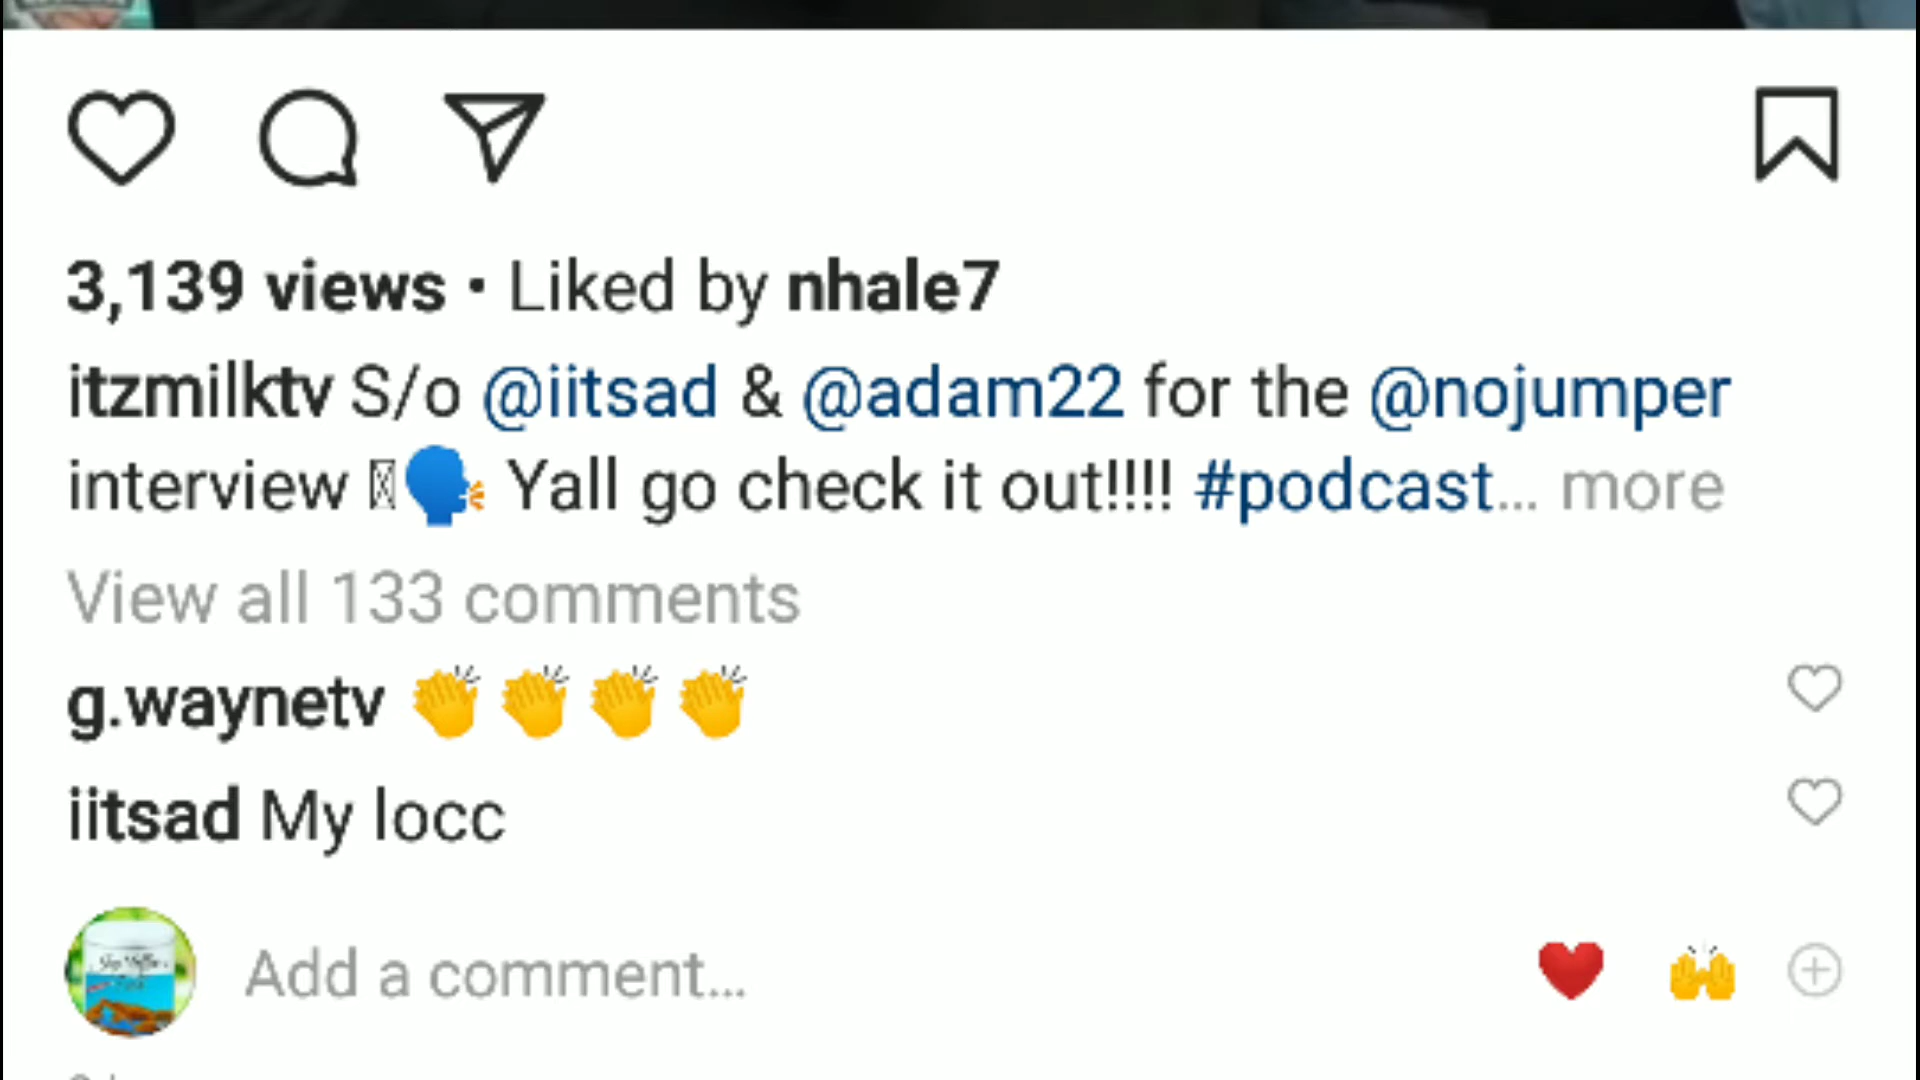 3,139 views • Liked by nhale7
itzmilktv S/o @iitsad & @adam22 for the @nojumper
interview 🗣 Yall go check it out!!!! #podcast... more
View all 133 comments
g.waynetv 👏👏👏👏
iitsad My locc
Add a comment...